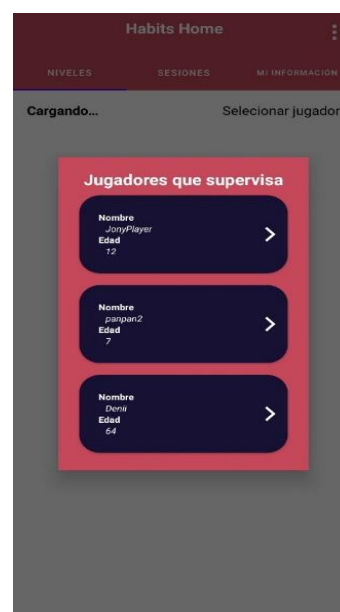 Habits Home
NIVELES SESIONES MI INFORMACIÓN
Cargando... Selecionar jugador
Jugadores que supervisa
Nombre
JonyPlayer
Edad
12
Nombre
panpan2
Edad
7
Nombre
Denii
Edad
64